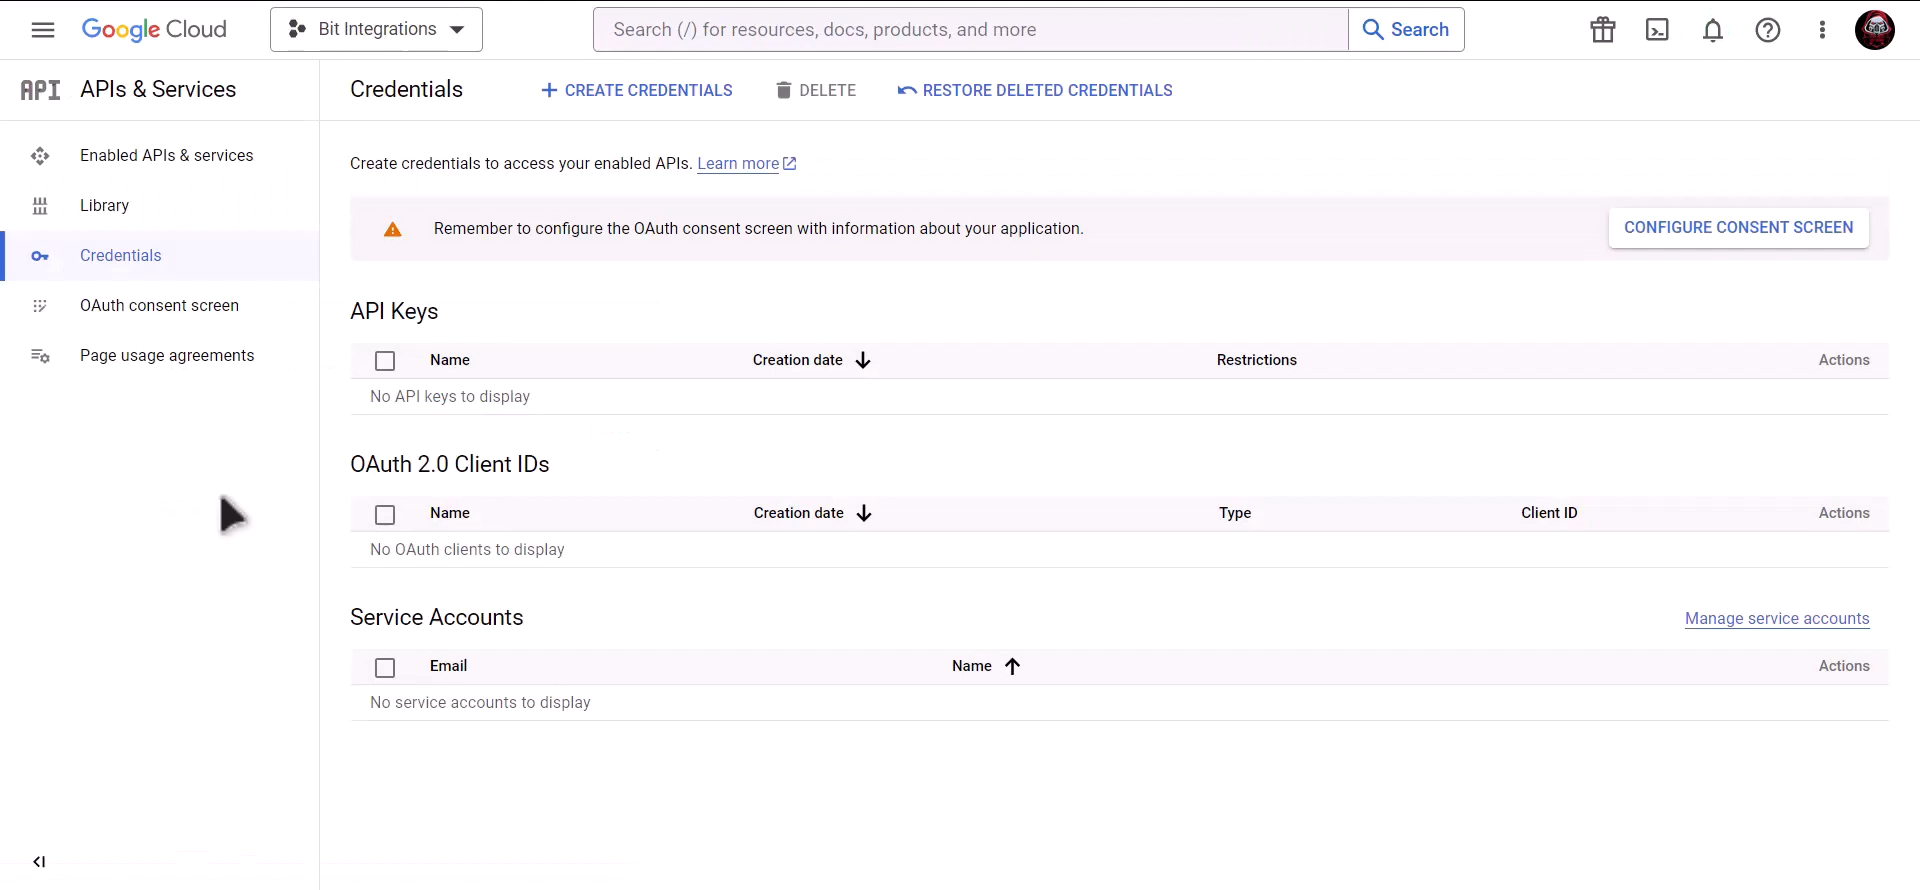 Google Cloud
Bit Integrations
Search (/) for resources, docs, products, and more
Search
API APIs & Services
Credentials
CREATE CREDENTIALS
DELETE
RESTORE DELETED CREDENTIALS
Enabled APIs & services
Library
Credentials
OAuth consent screen
Page usage agreements
Create credentials to access your enabled APIs. Learn more
Remember to configure the OAuth consent screen with information about your application.
CONFIGURE CONSENT SCREEN
API Keys
Name Creation date Restrictions Actions
No API keys to display
OAuth 2.0 Client IDs
Name Creation date Type Client ID Actions
No OAuth clients to display
Service Accounts
Manage service accounts
Email Name Actions
No service accounts to display